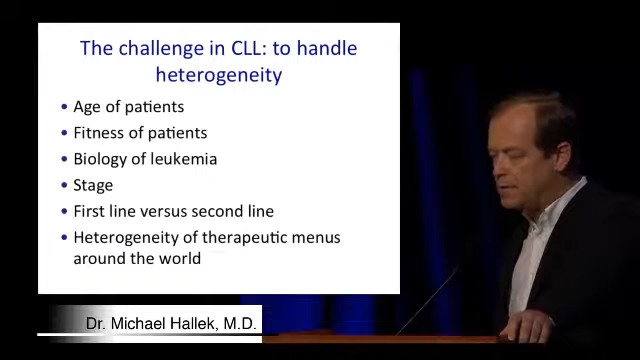 The challenge in CLL: to handle
heterogeneity
• Age of patients
• Fitness of patients
• Biology of leukemia
• Stage
• First line versus second line
• Heterogeneity of therapeutic menus
around the world
Dr. Michael Hallek, M.D.